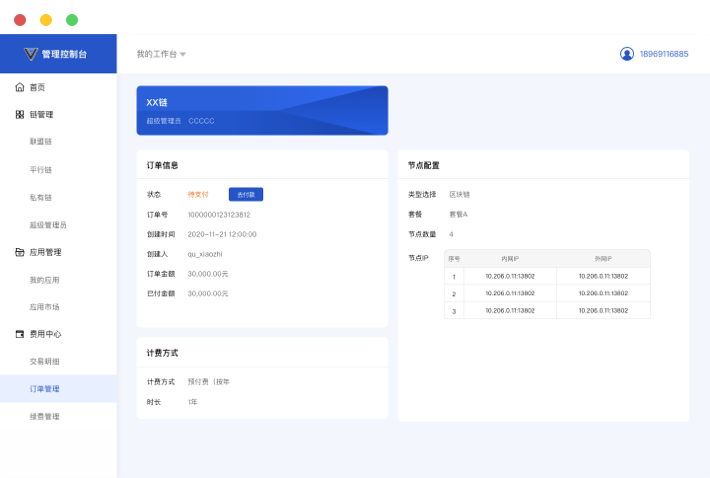 管理控制台
我的工作台
18969116885
首页
链管理
联盟链
平行链
私有链
超级管理员
应用管理
我的应用
应用市场
费用中心
交易明细
订单管理
续费管理
XX链
超级管理员 CCCCC
订单信息
状态 待支付 去付款
订单号 1000000123123812
创建时间 2020-11-21 12:00:00
创建人 qu_xiaozhi
订单金额 30,000.00元
已付金额 30,000.00元
计费方式
计费方式 预付费（按年
时长 1年
节点配置
类型选择 区块链
套餐 套餐A
节点数量 4
节点IP
序号 内网IP 外网IP
1 10.206.0.11:13802 10.206.0.11:13802
2 10.206.0.11:13802 10.206.0.11:13802
3 10.206.0.11:13802 10.206.0.11:13802